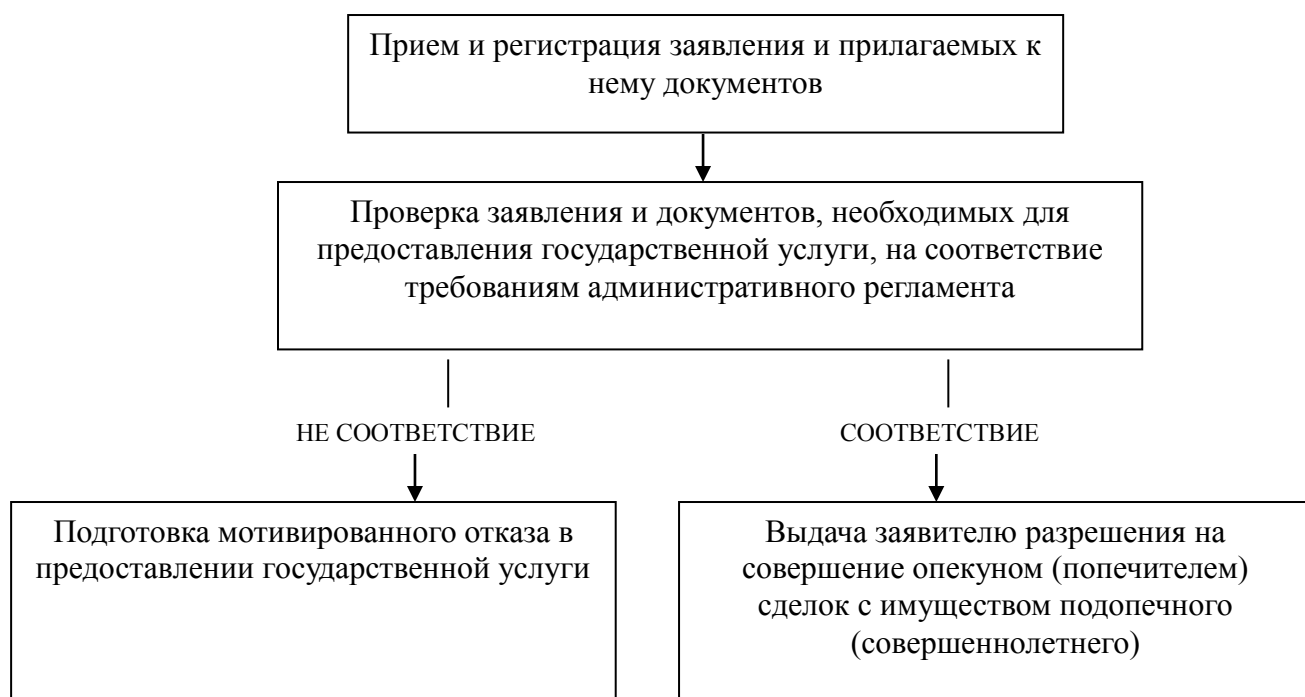 Прием и регистрация заявления и прилагаемых к
нему документов
Проверка заявления и документов, необходимых для
предоставления государственной услуги, на соответствие
требованиям административного регламента
НЕ СООТВЕТСТВИЕ
СООТВЕТСТВИЕ
Подготовка мотивированного отказа в
предоставлении государственной услуги
Выдача заявителю разрешения на
совершение опекуном (попечителем)
сделок с имуществом подопечного
(совершеннолетнего)